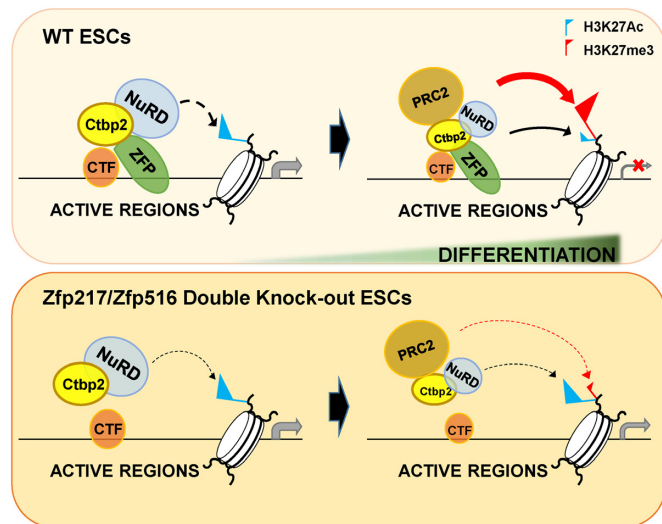 WT ESCs
H3K27Ac
H3K27me3
NuRD
Ctbp2
ZFP
CTF
ACTIVE REGIONS
PRC2
NuRD
Ctbp2
ZFP
CTF
ACTIVE REGIONS
DIFFERENTIATION
Zfp217/Zfp516 Double Knock-out ESCs
NuRD
Ctbp2
CTF
ACTIVE REGIONS
PRC2
NuRD
Ctbp2
CTF
ACTIVE REGIONS